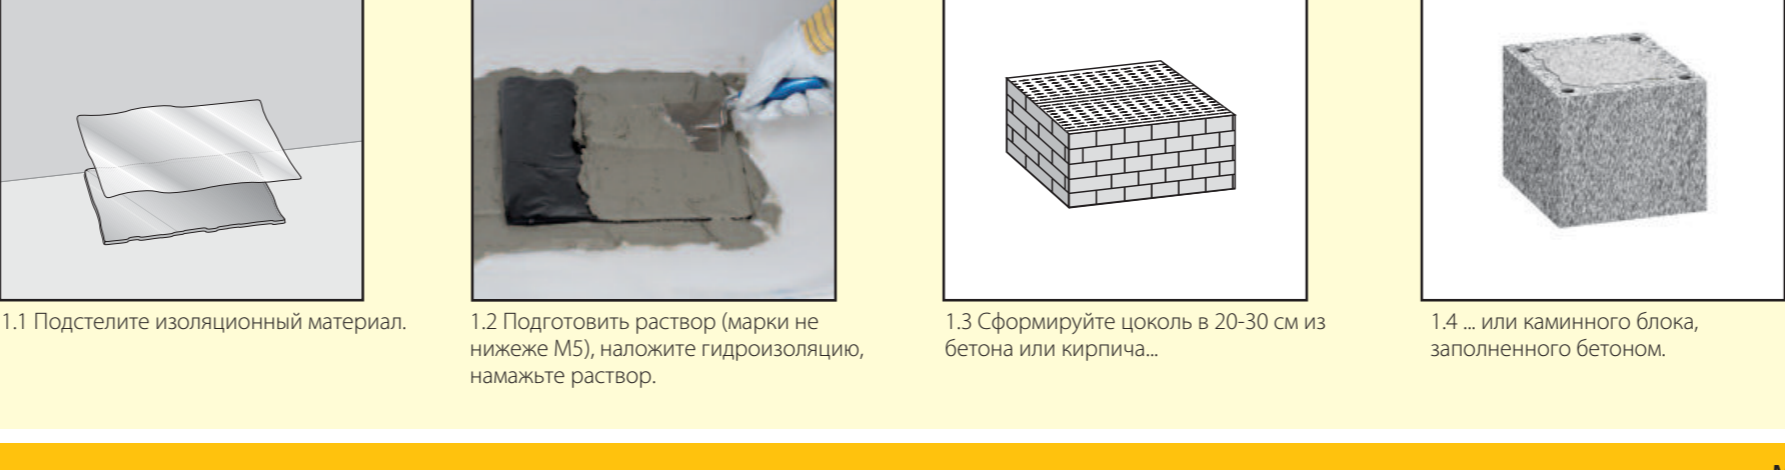 1.1 Подстелите изоляционный материал.
1.2 Подготовить раствор (марки не
нижеже М5), наложите гидроизоляцию,
намажьте раствор.
1.3 Сформируйте цоколь в 20-30 см из
бетона или кирпича...
1.4 ... или каминного блока,
заполненного бетоном.